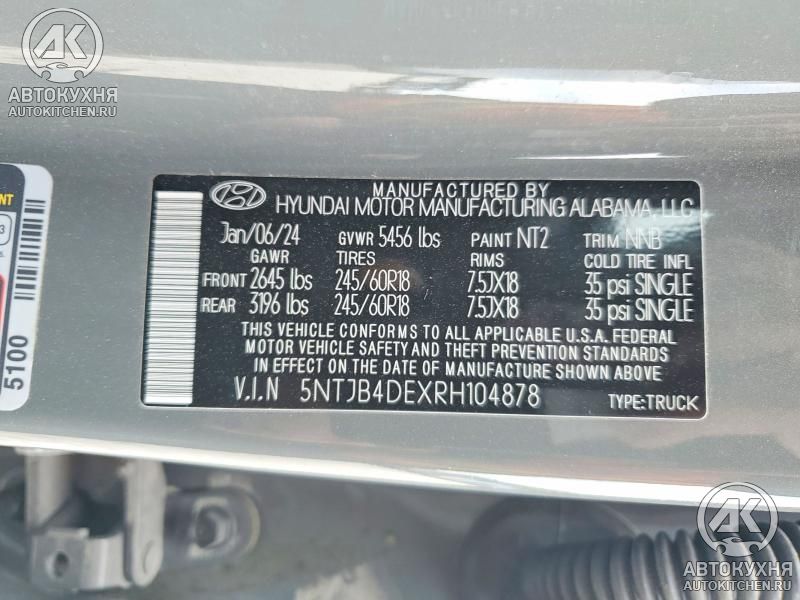 АВТОКУХНЯ
AUTOKITCHEN.RU
MANUFACTURED BY
HYUNDAI MOTOR MANUFACTURING ALABAMA, LLC
Jan/06/24 GVWR 5456 lbs PAINT NT2 TRIM NNB
GAWR TIRES RIMS COLD TIRE INFL
FRONT 2645 lbs 245/60R18 7.5JX18 35 psi SINGLE
REAR 3196 lbs 245/60R18 7.5JX18 35 psi SINGLE
THIS VEHICLE CONFORMS TO ALL APPLICABLE U.S.A. FEDERAL
MOTOR VEHICLE SAFETY AND THEFT PREVENTION STANDARDS
IN EFFECT ON THE DATE OF MANUFACTURE SHOWN ABOVE.
V.I.N 5NTJB4DEXRH104878 TYPE:TRUCK
5100
АВТОКУХНЯ
AUTOKITCHEN.RU